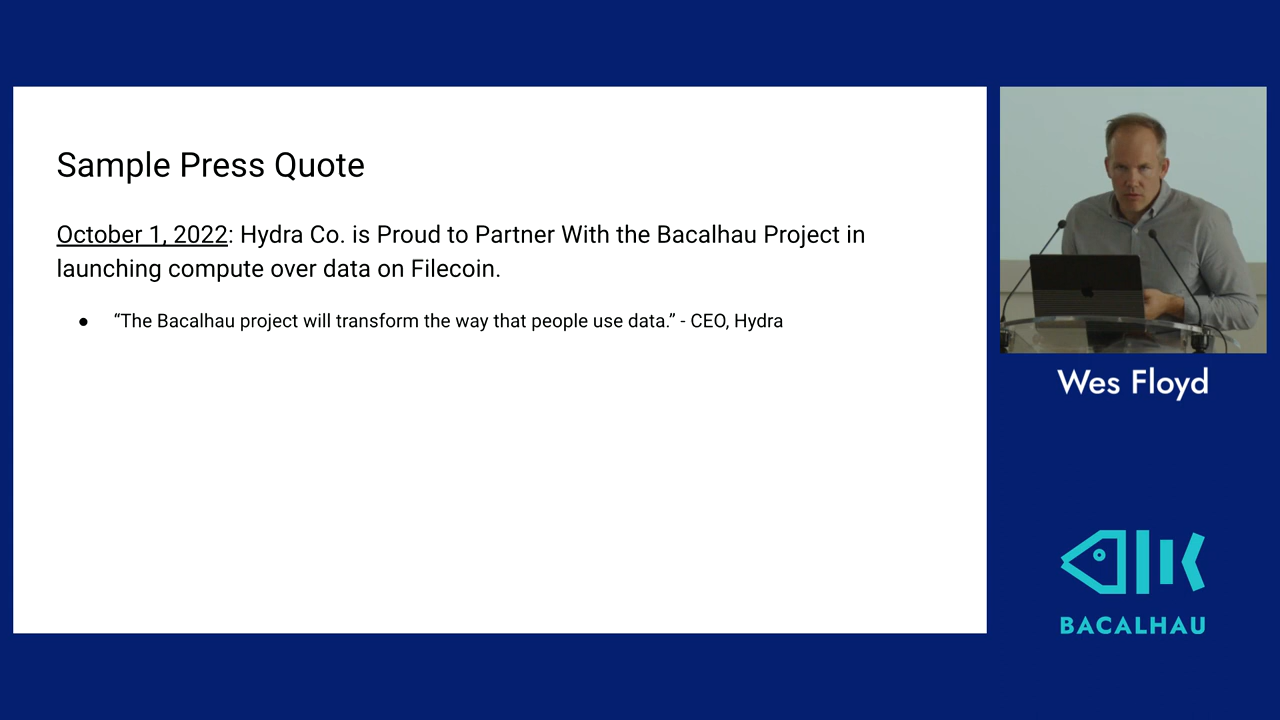 Sample Press Quote
October 1, 2022: Hydra Co. is Proud to Partner With the Bacalhau Project in
launching compute over data on Filecoin.
● “The Bacalhau project will transform the way that people use data.” - CEO, Hydra
Wes Floyd
BACALHAU